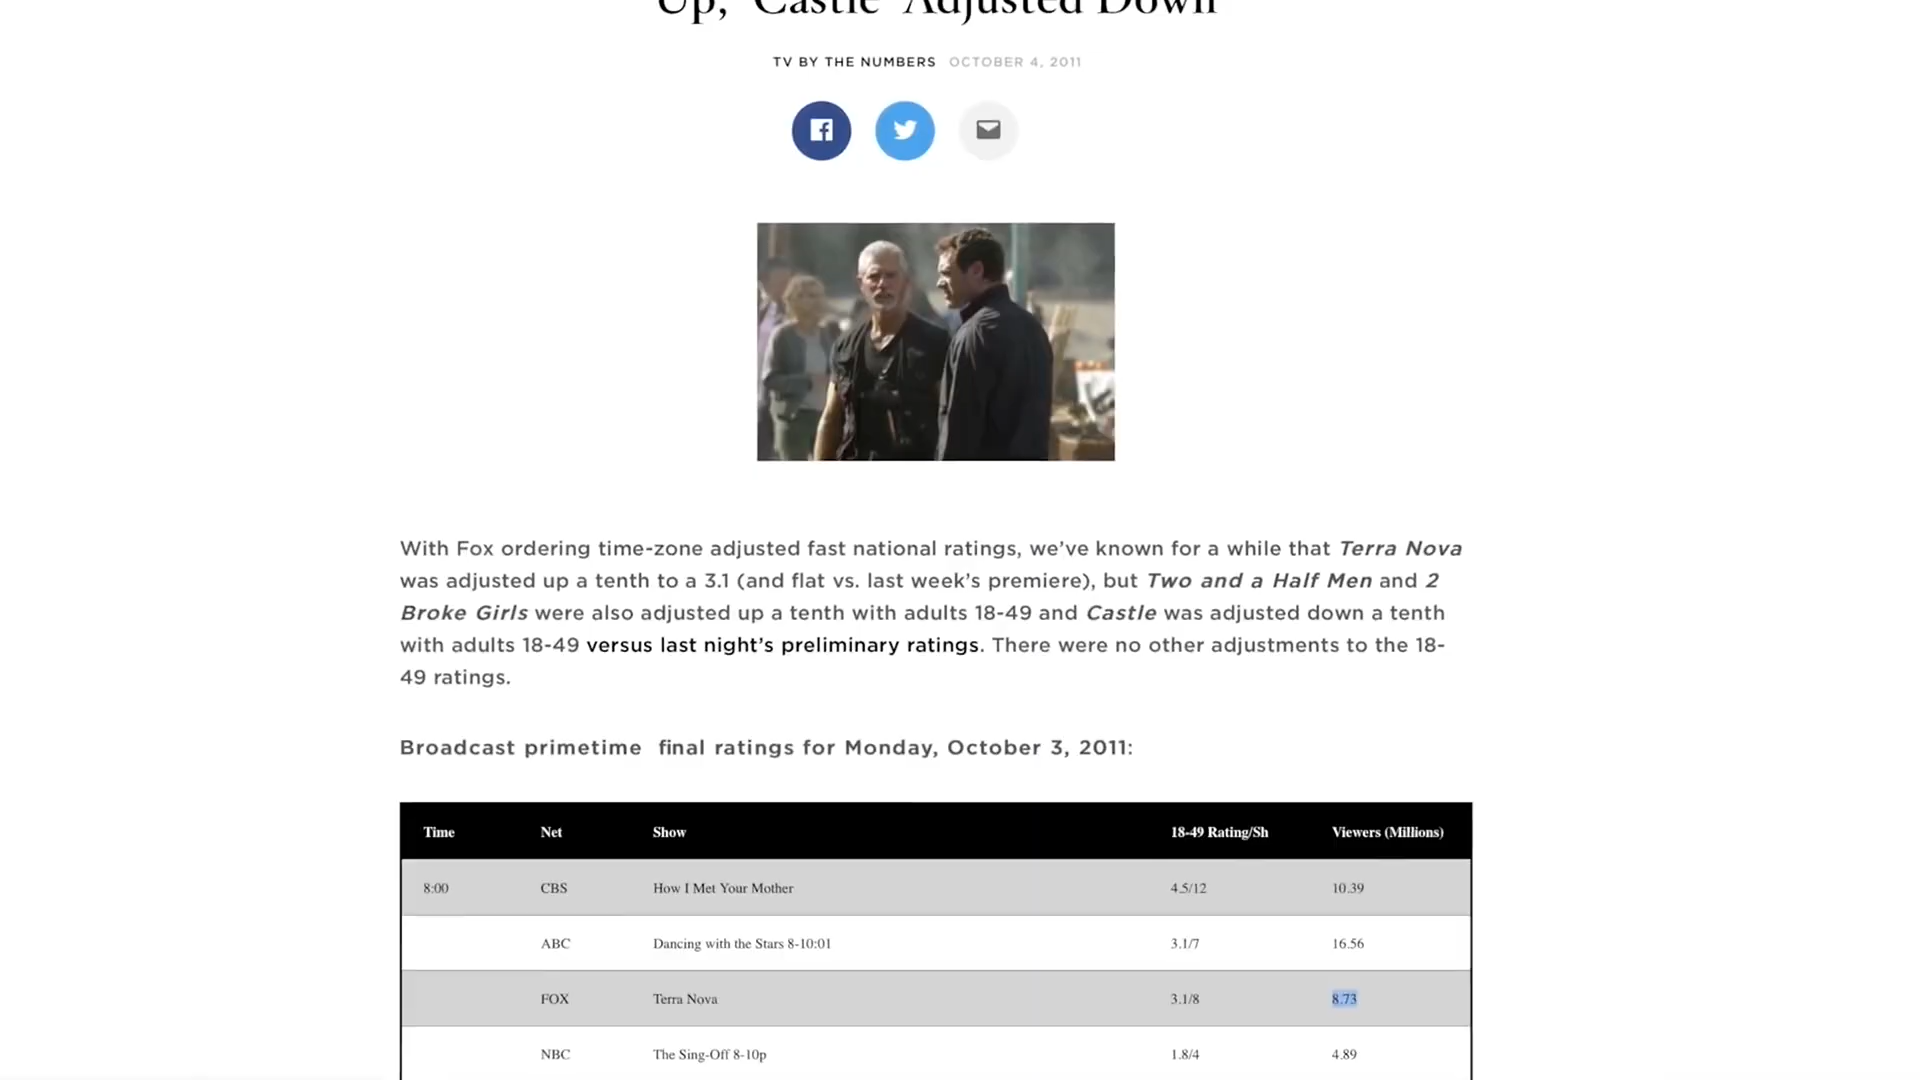 Up, 'Castle' Adjusted Down
TV BY THE NUMBERS OCTOBER 4, 2011
With Fox ordering time-zone adjusted fast national ratings, we've known for a while that Terra Nova
was adjusted up a tenth to a 3.1 (and flat vs. last week's premiere), but Two and a Half Men and 2
Broke Girls were also adjusted up a tenth with adults 18-49 and Castle was adjusted down a tenth
with adults 18-49 versus last night's preliminary ratings. There were no other adjustments to the 18-
49 ratings.
Broadcast primetime final ratings for Monday, October 3, 2011:
Time Net Show 18-49 Rating/Sh Viewers (Millions)
8:00 CBS How I Met Your Mother 4.5/12 10.39
ABC Dancing with the Stars 8-10:01 3.1/7 16.56
FOX Terra Nova 3.1/8 8.73
NBC The Sing-Off 8-10p 1.8/4 4.89